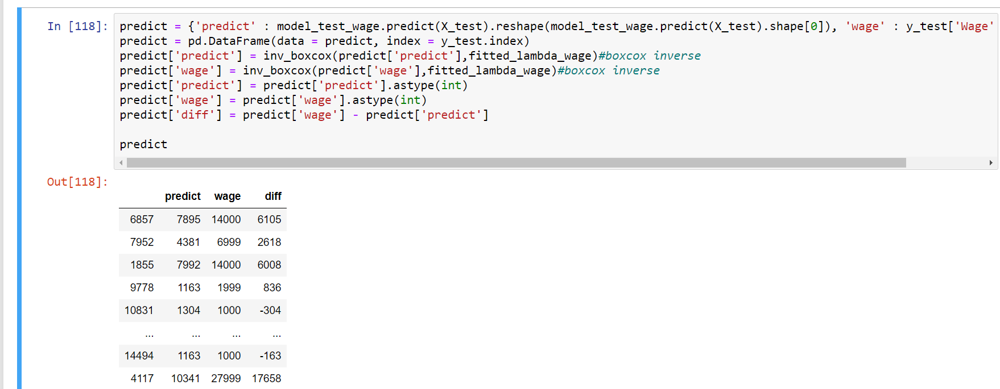 In [118]: predict = {'predict' : model_test_wage.predict(X_test).reshape(model_test_wage.predict(X_test).shape[0]), 'wage' : y_test['Wage'
predict = pd.DataFrame(data = predict, index = y_test.index)
predict['predict'] = inv_boxcox(predict['predict'],fitted_lambda_wage)#boxcox inverse
predict['wage'] = inv_boxcox(predict['wage'],fitted_lambda_wage)#boxcox inverse
predict['predict'] = predict['predict'].astype(int)
predict['wage'] = predict['wage'].astype(int)
predict['diff'] = predict['wage'] - predict['predict']
predict
Out[118]:
predict wage diff
6857 7895 14000 6105
7952 4381 6999 2618
1855 7992 14000 6008
9778 1163 1999 836
10831 1304 1000 -304
... ... ... ...
14494 1163 1000 -163
4117 10341 27999 17658